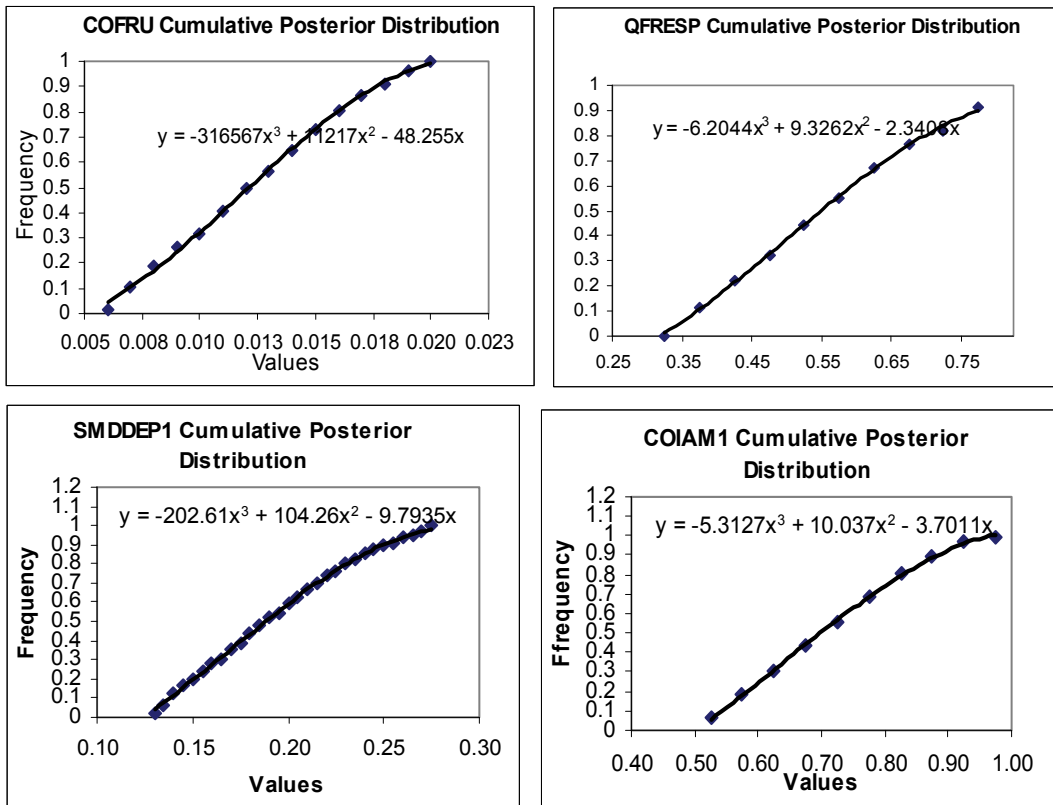 COFRU Cumulative Posterior Distribution
1
0.9
0.8
0.7
0.6
0.5
0.4
0.3
0.2
0.1
0
Frequency
y = -316567x³ + 11217x² - 48.255x
0.005 0.008 0.010 0.013 0.015 0.018 0.020 0.023
Values
QFRESP Cumulative Posterior Distribution
1
0.9
0.8
0.7
0.6
0.5
0.4
0.3
0.2
0.1
0
y = -6.2044x³ + 9.3262x² - 2.3406x
0.25 0.35 0.45 0.55 0.65 0.75
SMDDEP1 Cumulative Posterior
Distribution
1.2
1.1
1
0.9
0.8
0.7
0.6
0.5
0.4
0.3
0.2
0.1
0
Frequency
y = -202.61x³ + 104.26x² - 9.7935x
0.10 0.15 0.20 0.25 0.30
Values
COIAM1 Cumulative Posterior
Distribution
1.2
1.1
1
0.9
0.8
0.7
0.6
0.5
0.4
0.3
0.2
0.1
0
Ffrequency
y = -5.3127x³ + 10.037x² - 3.7011x
0.40 0.50 0.60 0.70 0.80 0.90 1.00
Values